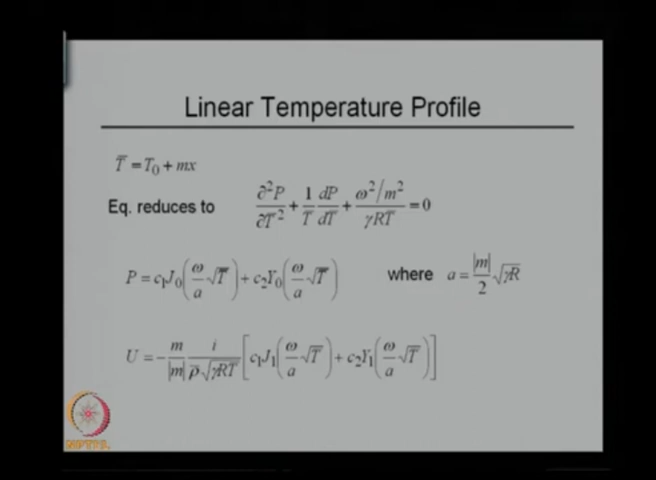 Linear Temperature Profile
T̅ = T₀ + mx
Eq. reduces to ∂²P/∂T² + 1/T dP/dT + (ω²/m²)/(γRT) = 0
P = c₁J₀(ω/a √T̅) + c₂Y₀(ω/a √T̅) where a = |m|/2 √γR
U = −m/|m| i/(ρ̅√γRT̅) [c₁J₁(ω/a √T̅) + c₂Y₁(ω/a √T̅)]
NPTEL